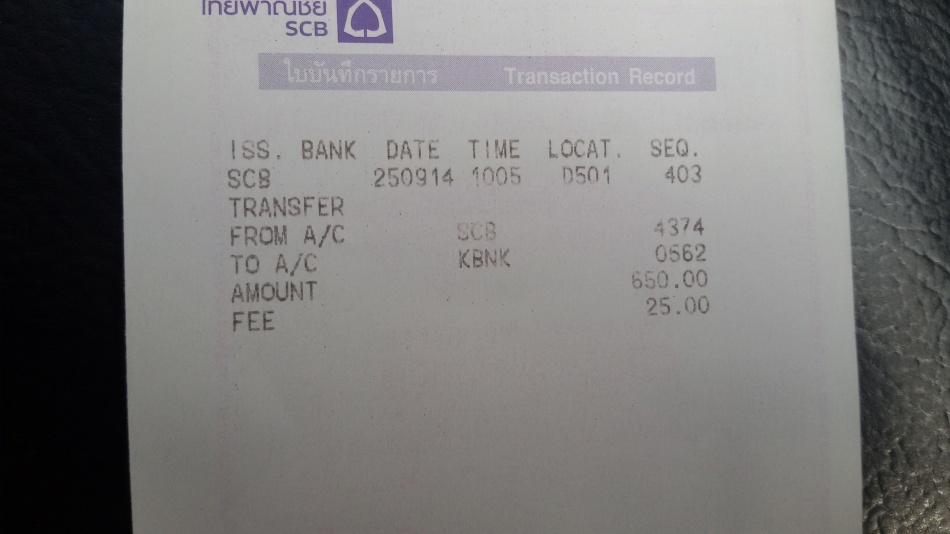 ไทยพาณิชย์
SCB
ใบบันทึกรายการ Transaction Record
ISS. BANK DATE TIME LOCAT. SEQ.
SCB 250914 1005 D501 403
TRANSFER
FROM A/C SCB 4374
TO A/C KBNK 0562
AMOUNT 650.00
FEE 25.00